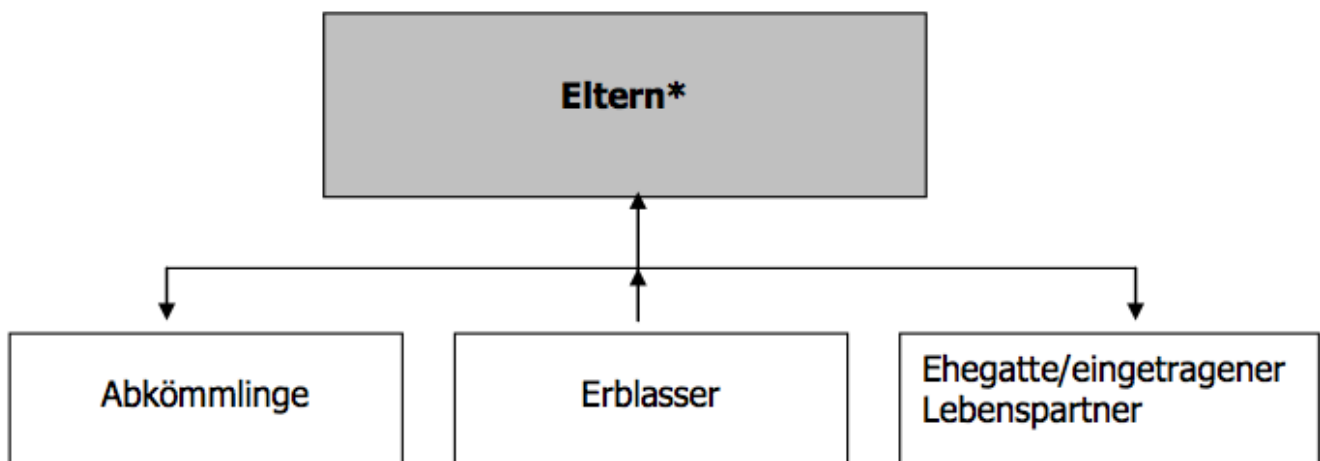 Eltern*
Abkömmlinge
Erblasser
Ehegatte/eingetragener
Lebenspartner